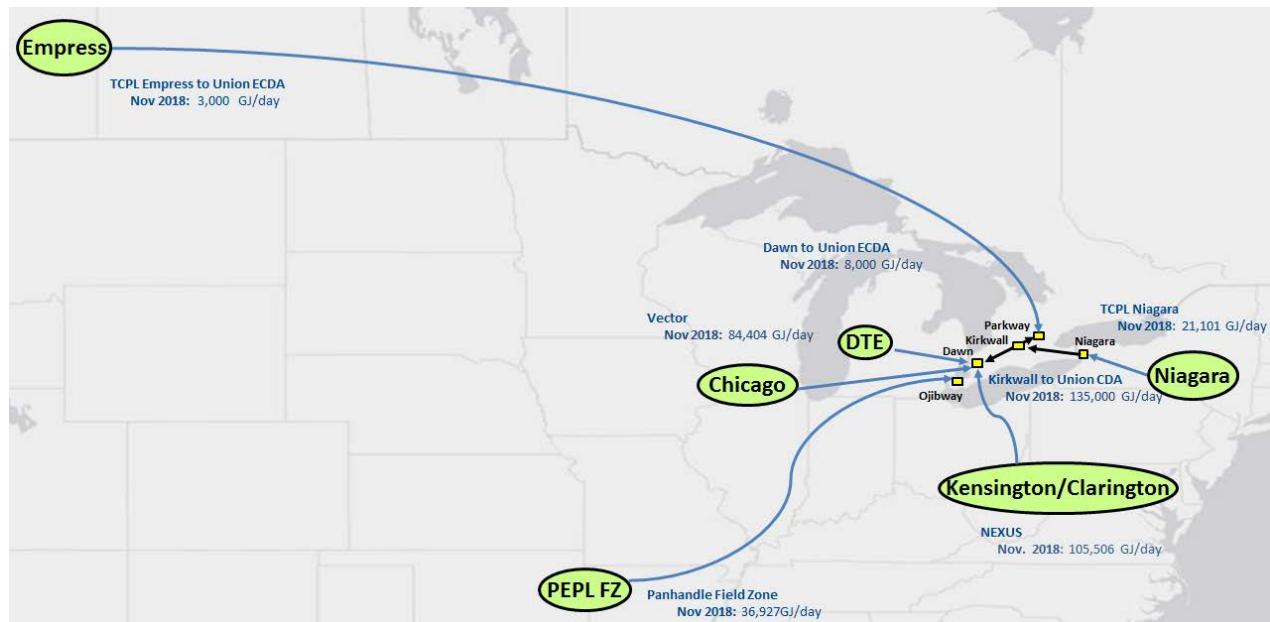 Empress
TCPL Empress to Union ECDA
Nov 2018: 3,000 GJ/day
Dawn to Union ECDA
Nov 2018: 8,000 GJ/day
Vector
Nov 2018: 84,404 GJ/day
TCPL Niagara
Nov 2018: 21,101 GJ/day
Parkway
Kirkwall
Niagara
DTE
Dawn
Chicago
Ojibway
Kirkwall to Union CDA
Nov 2018: 135,000 GJ/day
Niagara
Kensington/Clarington
NEXUS
Nov. 2018: 105,506 GJ/day
PEPL FZ
Panhandle Field Zone
Nov 2018: 36,927GJ/day